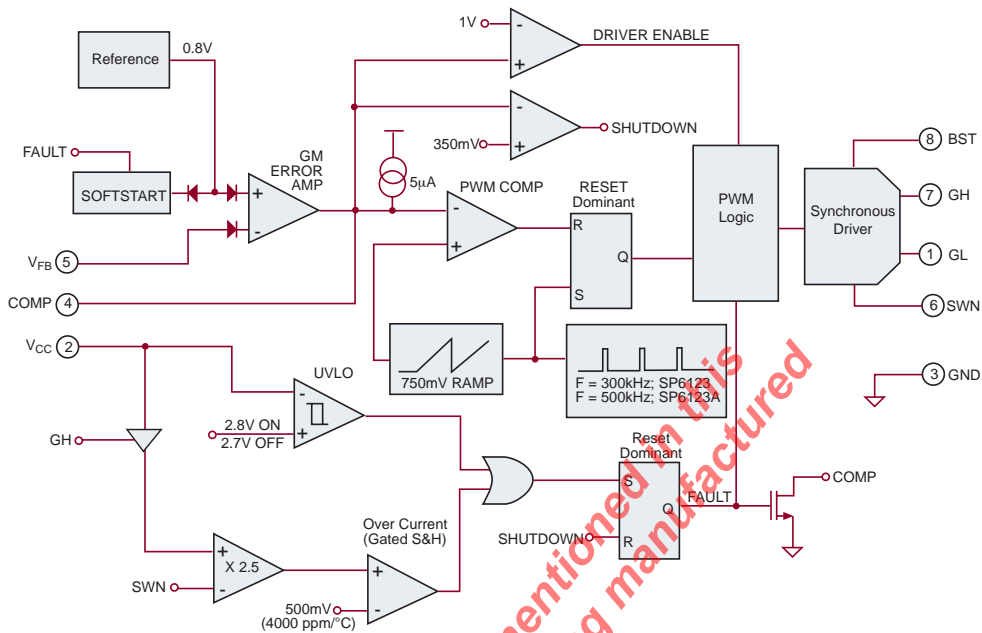 1V
-
+
DRIVER ENABLE
Reference
0.8V
-
350mV
+
SHUTDOWN
FAULT
SOFTSTART
GM
ERROR
AMP
+
-
5µA
PWM COMP
-
+
RESET
Dominant
R
Q
S
PWM
Logic
Synchronous
Driver
8 BST
7 GH
1 GL
6 SWN
3 GND
VFB 5
COMP 4
VCC 2
750mV RAMP
F = 300kHz; SP6123
F = 500kHz; SP6123A
UVLO
-
+
2.8V ON
2.7V OFF
GH
Reset
Dominant
S
Q
R
FAULT
SHUTDOWN
COMP
Over Current
(Gated S&H)
+
X 2.5
-
SWN
+
-
500mV
(4000 ppm/°C)
mentioned in this
ng manufactured